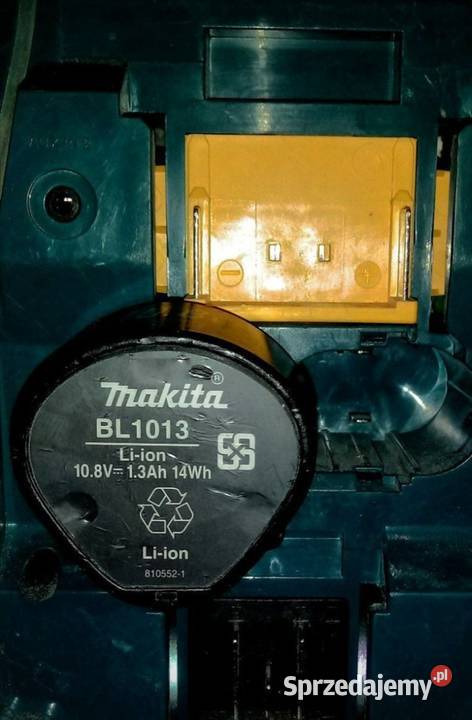 makita®
BL1013
Li-ion
10.8V⎓ 1.3Ah 14Wh
Li-ion
810552-1
Sprzedajemy.pl